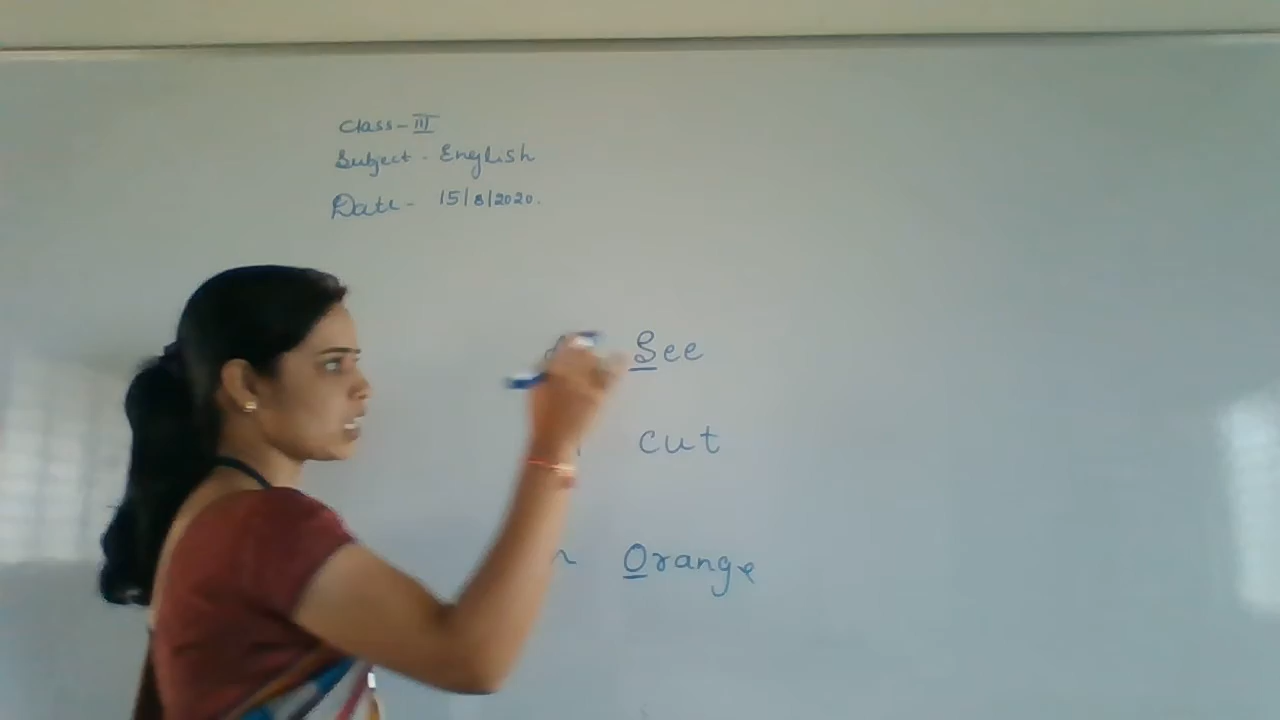 Class - III
Subject - English
Date - 15/8/2020.
See
cut
Orange